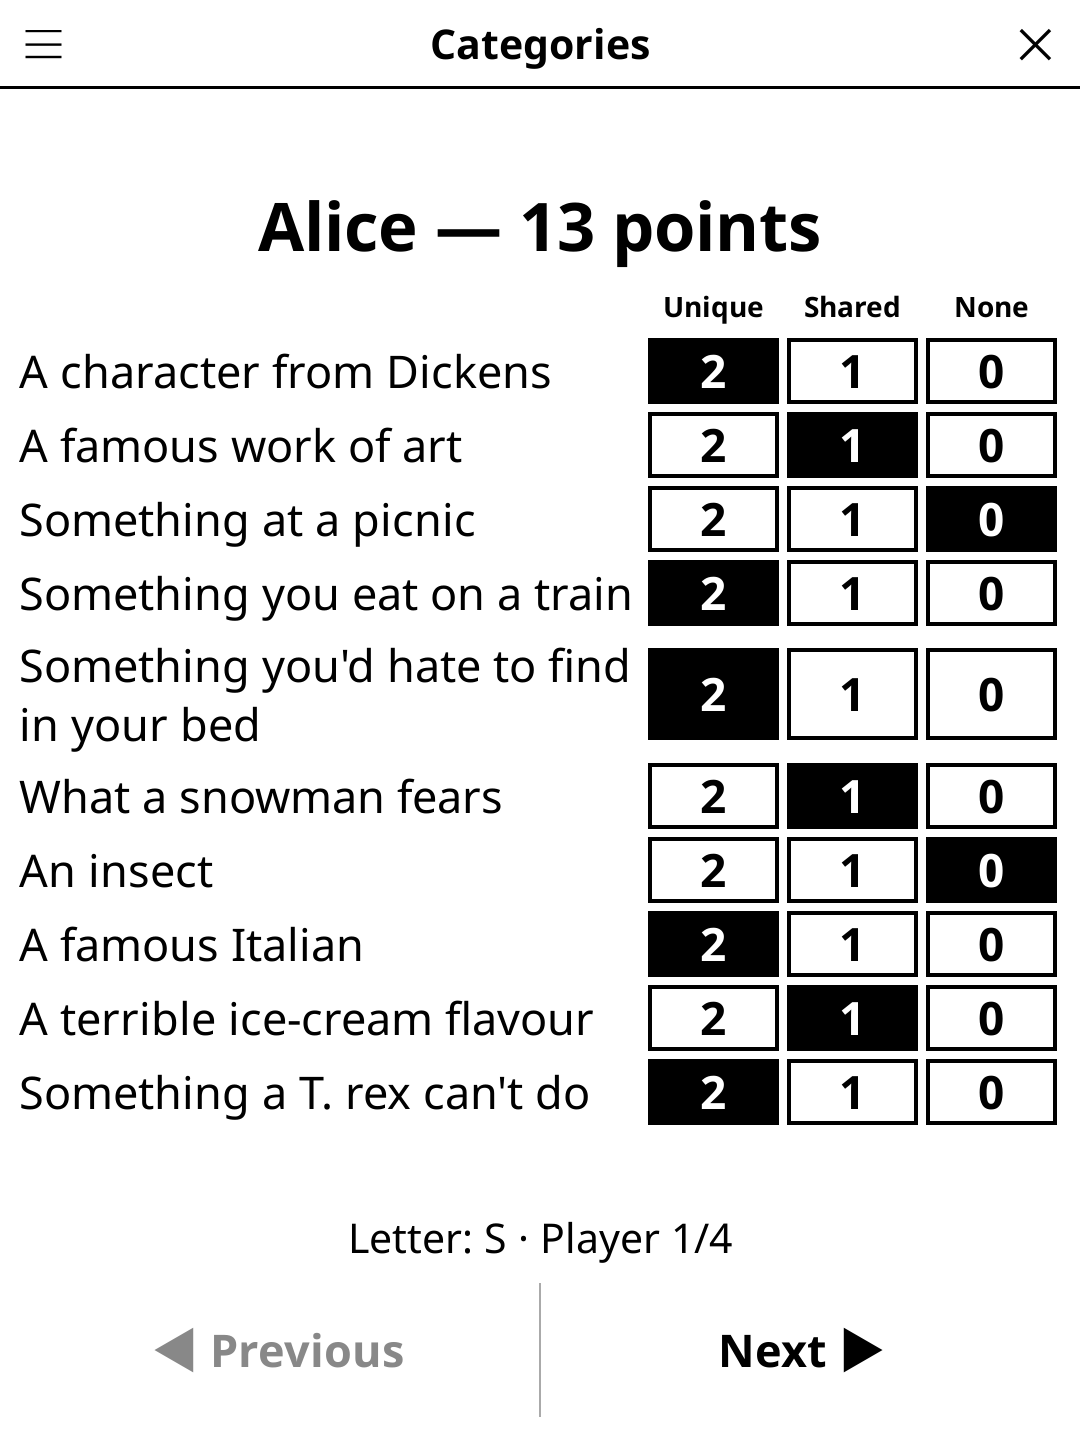 Categories
Alice — 13 points
Unique Shared None
A character from Dickens 2 1 0
A famous work of art 2 1 0
Something at a picnic 2 1 0
Something you eat on a train 2 1 0
Something you'd hate to find
in your bed 2 1 0
What a snowman fears 2 1 0
An insect 2 1 0
A famous Italian 2 1 0
A terrible ice-cream flavour 2 1 0
Something a T. rex can't do 2 1 0
Letter: S · Player 1/4
Previous Next